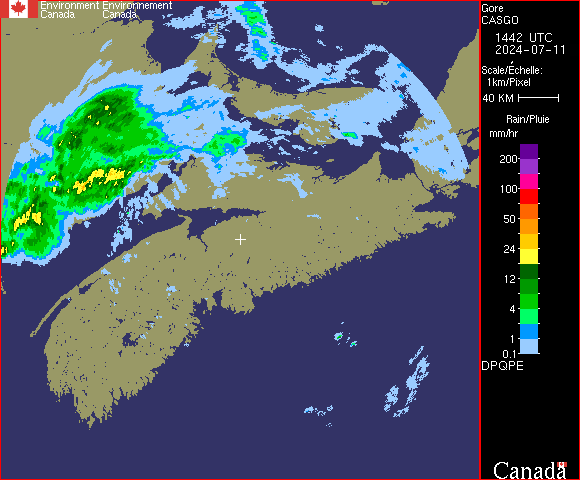 Environment Environnement
Canada Canada
Gore
CASGO
1442 UTC
2024-07-11
Scale/Échelle:
1km/Pixel
40 KM
Rain/Pluie
mm/hr
200
100
50
24
12
4
1
0.1
DPQPE
Canada